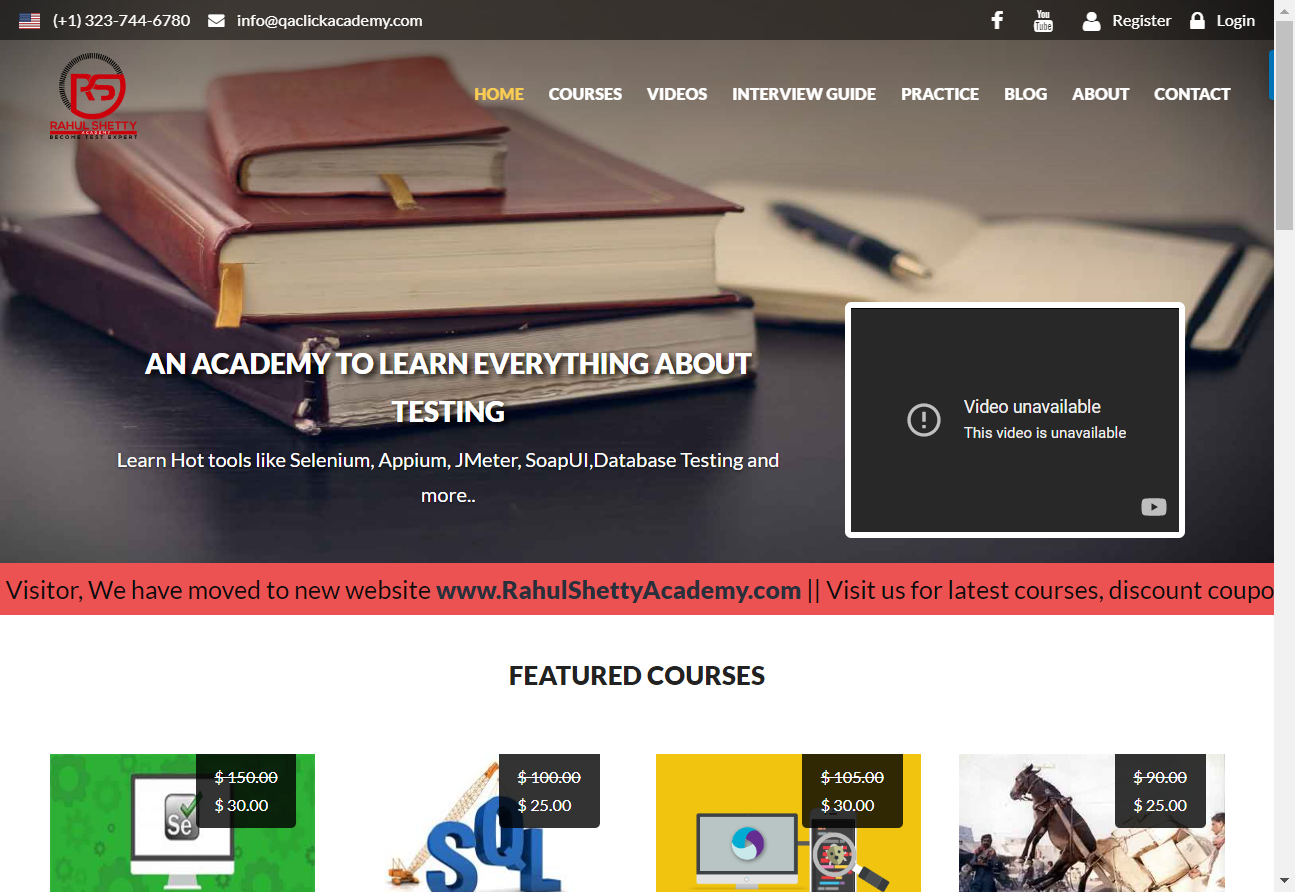 (+1) 323-744-6780 info@qaclickacademy.com You Tube Register Login
RS
RAHUL SHETTY
ACADEMY
BECOME TEST EXPERT
HOME COURSES VIDEOS INTERVIEW GUIDE PRACTICE BLOG ABOUT CONTACT
AN ACADEMY TO LEARN EVERYTHING ABOUT
TESTING
Learn Hot tools like Selenium, Appium, JMeter, SoapUI,Database Testing and
more..
Video unavailable
This video is unavailable
Visitor, We have moved to new website www.RahulShettyAcademy.com || Visit us for latest courses, discount coupo
FEATURED COURSES
$ 150.00
$ 30.00
Se
$ 100.00
$ 25.00
SQL
$ 105.00
$ 30.00
$ 90.00
$ 25.00